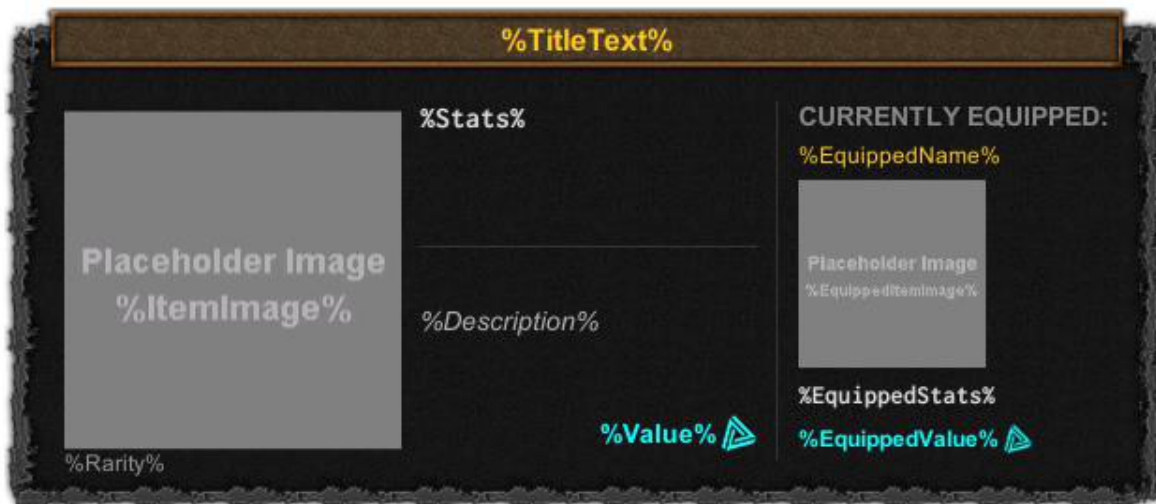 %TitleText%
%Stats%
Placeholder Image
%ItemImage%
%Description%
%Value%
%Rarity%
CURRENTLY EQUIPPED:
%EquippedName%
Placeholder Image
%EquippedItemImage%
%EquippedStats%
%EquippedValue%